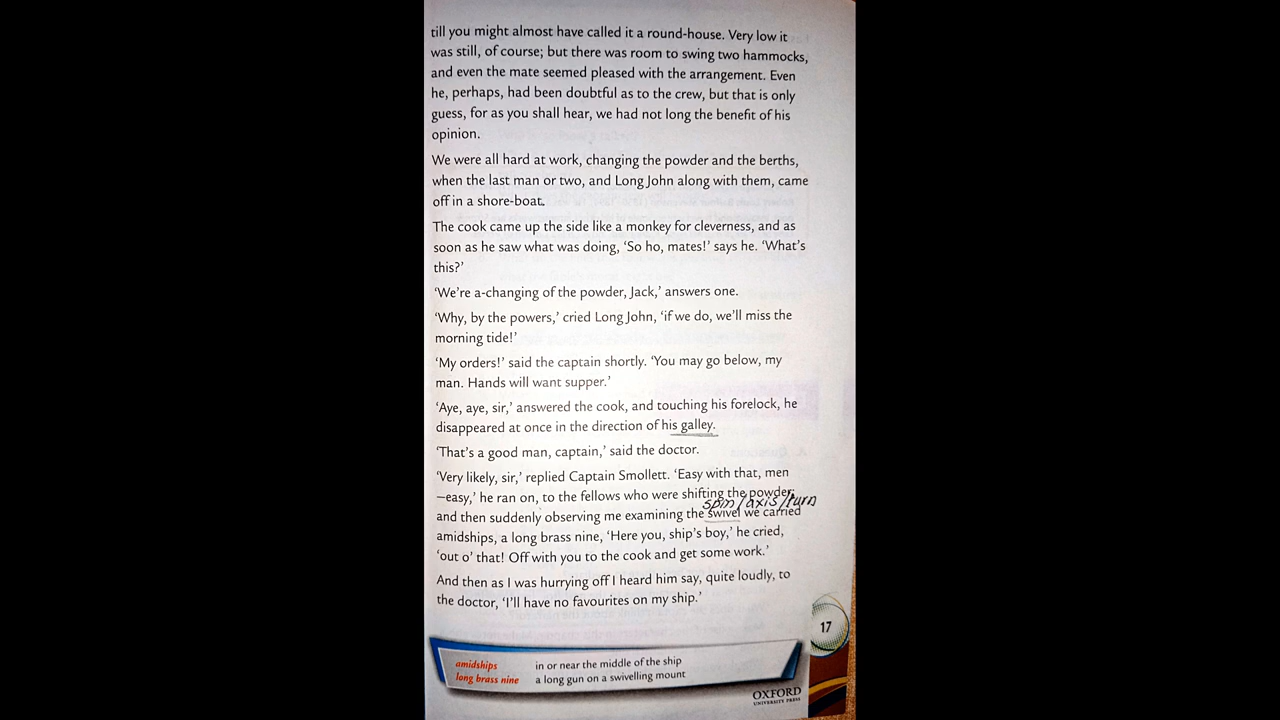 till you might almost have called it a round-house. Very low it
was still, of course; but there was room to swing two hammocks,
and even the mate seemed pleased with the arrangement. Even
he, perhaps, had been doubtful as to the crew, but that is only
guess, for as you shall hear, we had not long the benefit of his
opinion.
We were all hard at work, changing the powder and the berths,
when the last man or two, and Long John along with them, came
off in a shore-boat.
The cook came up the side like a monkey for cleverness, and as
soon as he saw what was doing, ‘So ho, mates!’ says he. ‘What’s
this?’
‘We’re a-changing of the powder, Jack,’ answers one.
‘Why, by the powers,’ cried Long John, ‘if we do, we’ll miss the
morning tide!’
‘My orders!’ said the captain shortly. ‘You may go below, my
man. Hands will want supper.’
‘Aye, aye, sir,’ answered the cook, and touching his forelock, he
disappeared at once in the direction of his galley.
‘That’s a good man, captain,’ said the doctor.
‘Very likely, sir,’ replied Captain Smollett. ‘Easy with that, men
—easy,’ he ran on, to the fellows who were shifting the powder;
spin/axis/turn
and then suddenly observing me examining the swivel we carried
amidships, a long brass nine, ‘Here you, ship’s boy,’ he cried,
‘out o’ that! Off with you to the cook and get some work.’
And then as I was hurrying off I heard him say, quite loudly, to
the doctor, ‘I’ll have no favourites on my ship.’
17
amidships in or near the middle of the ship
long brass nine a long gun on a swivelling mount
OXFORD
UNIVERSITY PRESS